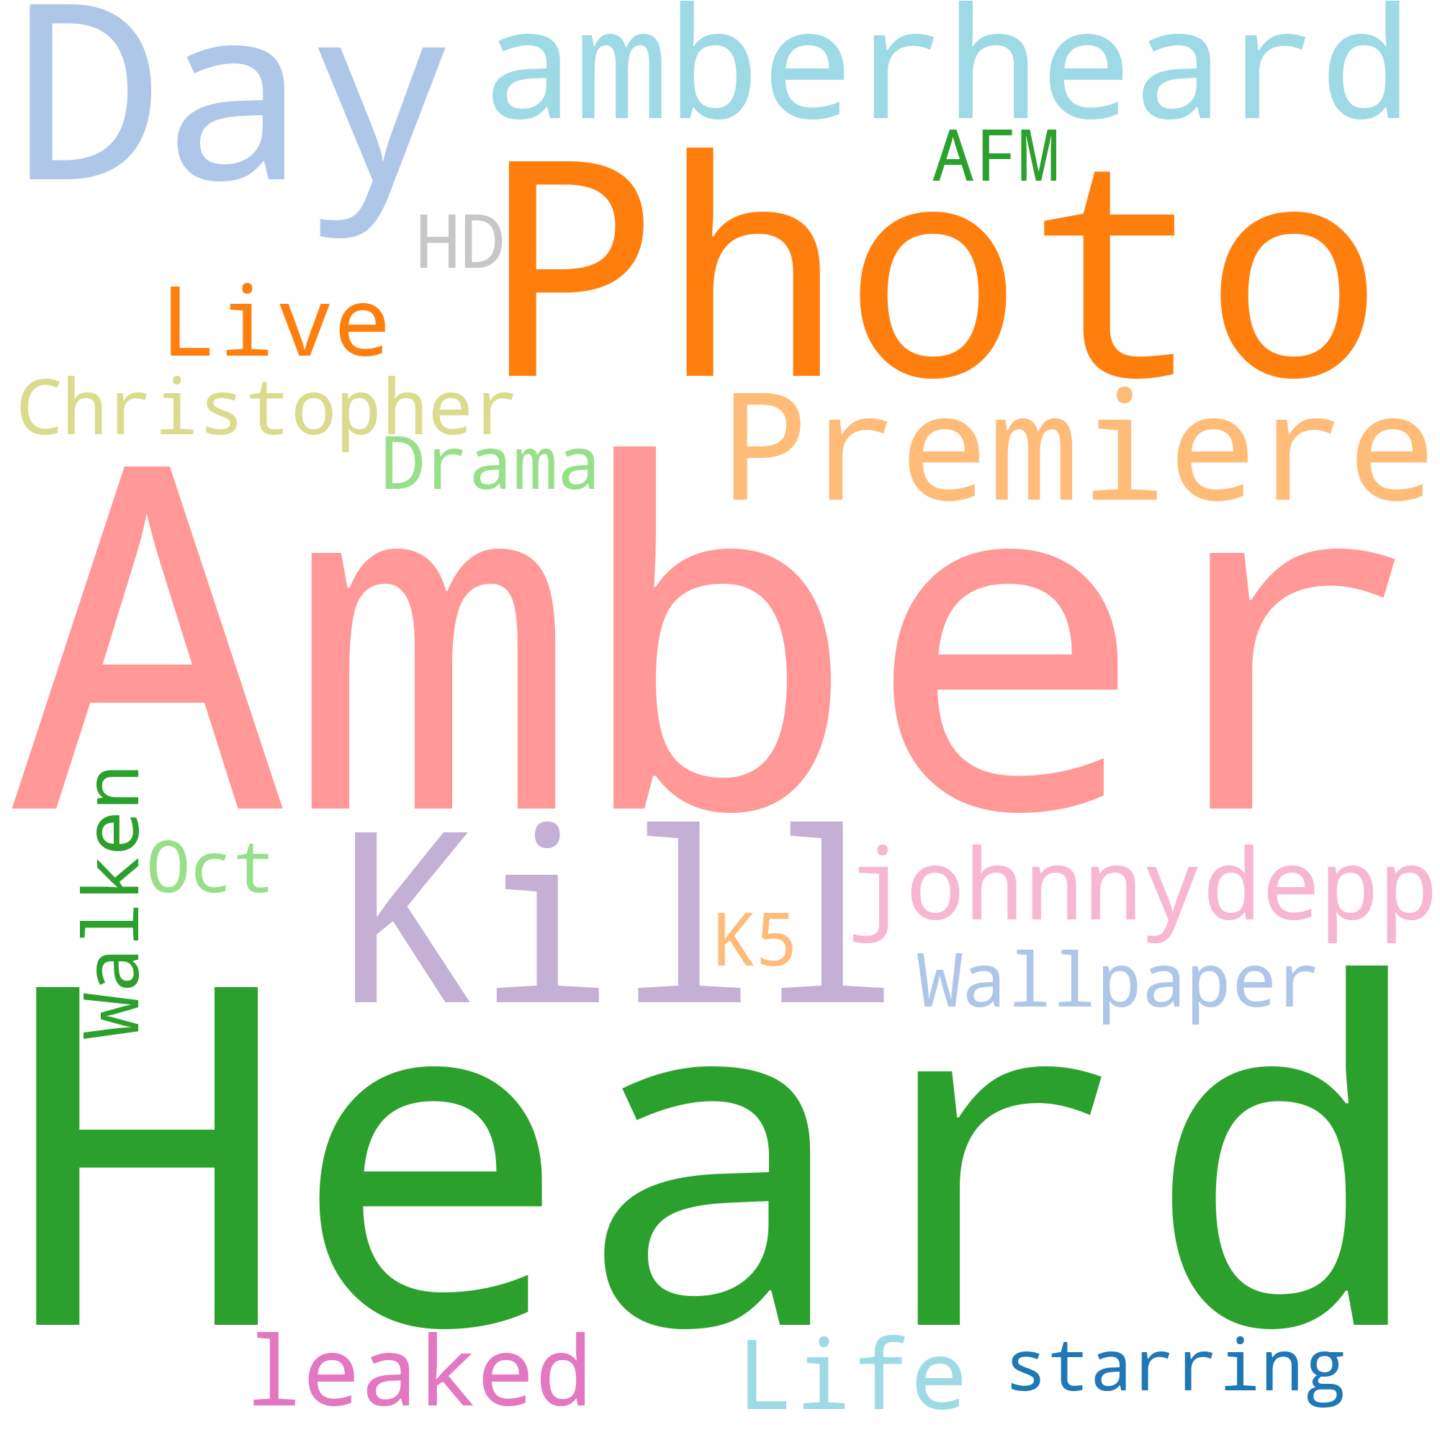 Day amberheard
AFM
HD Photo
Live
Christopher Premiere
Drama
Amber
Walken
Oct Kill johnnydepp
K5
Wallpaper
Heard
leaked Life starring